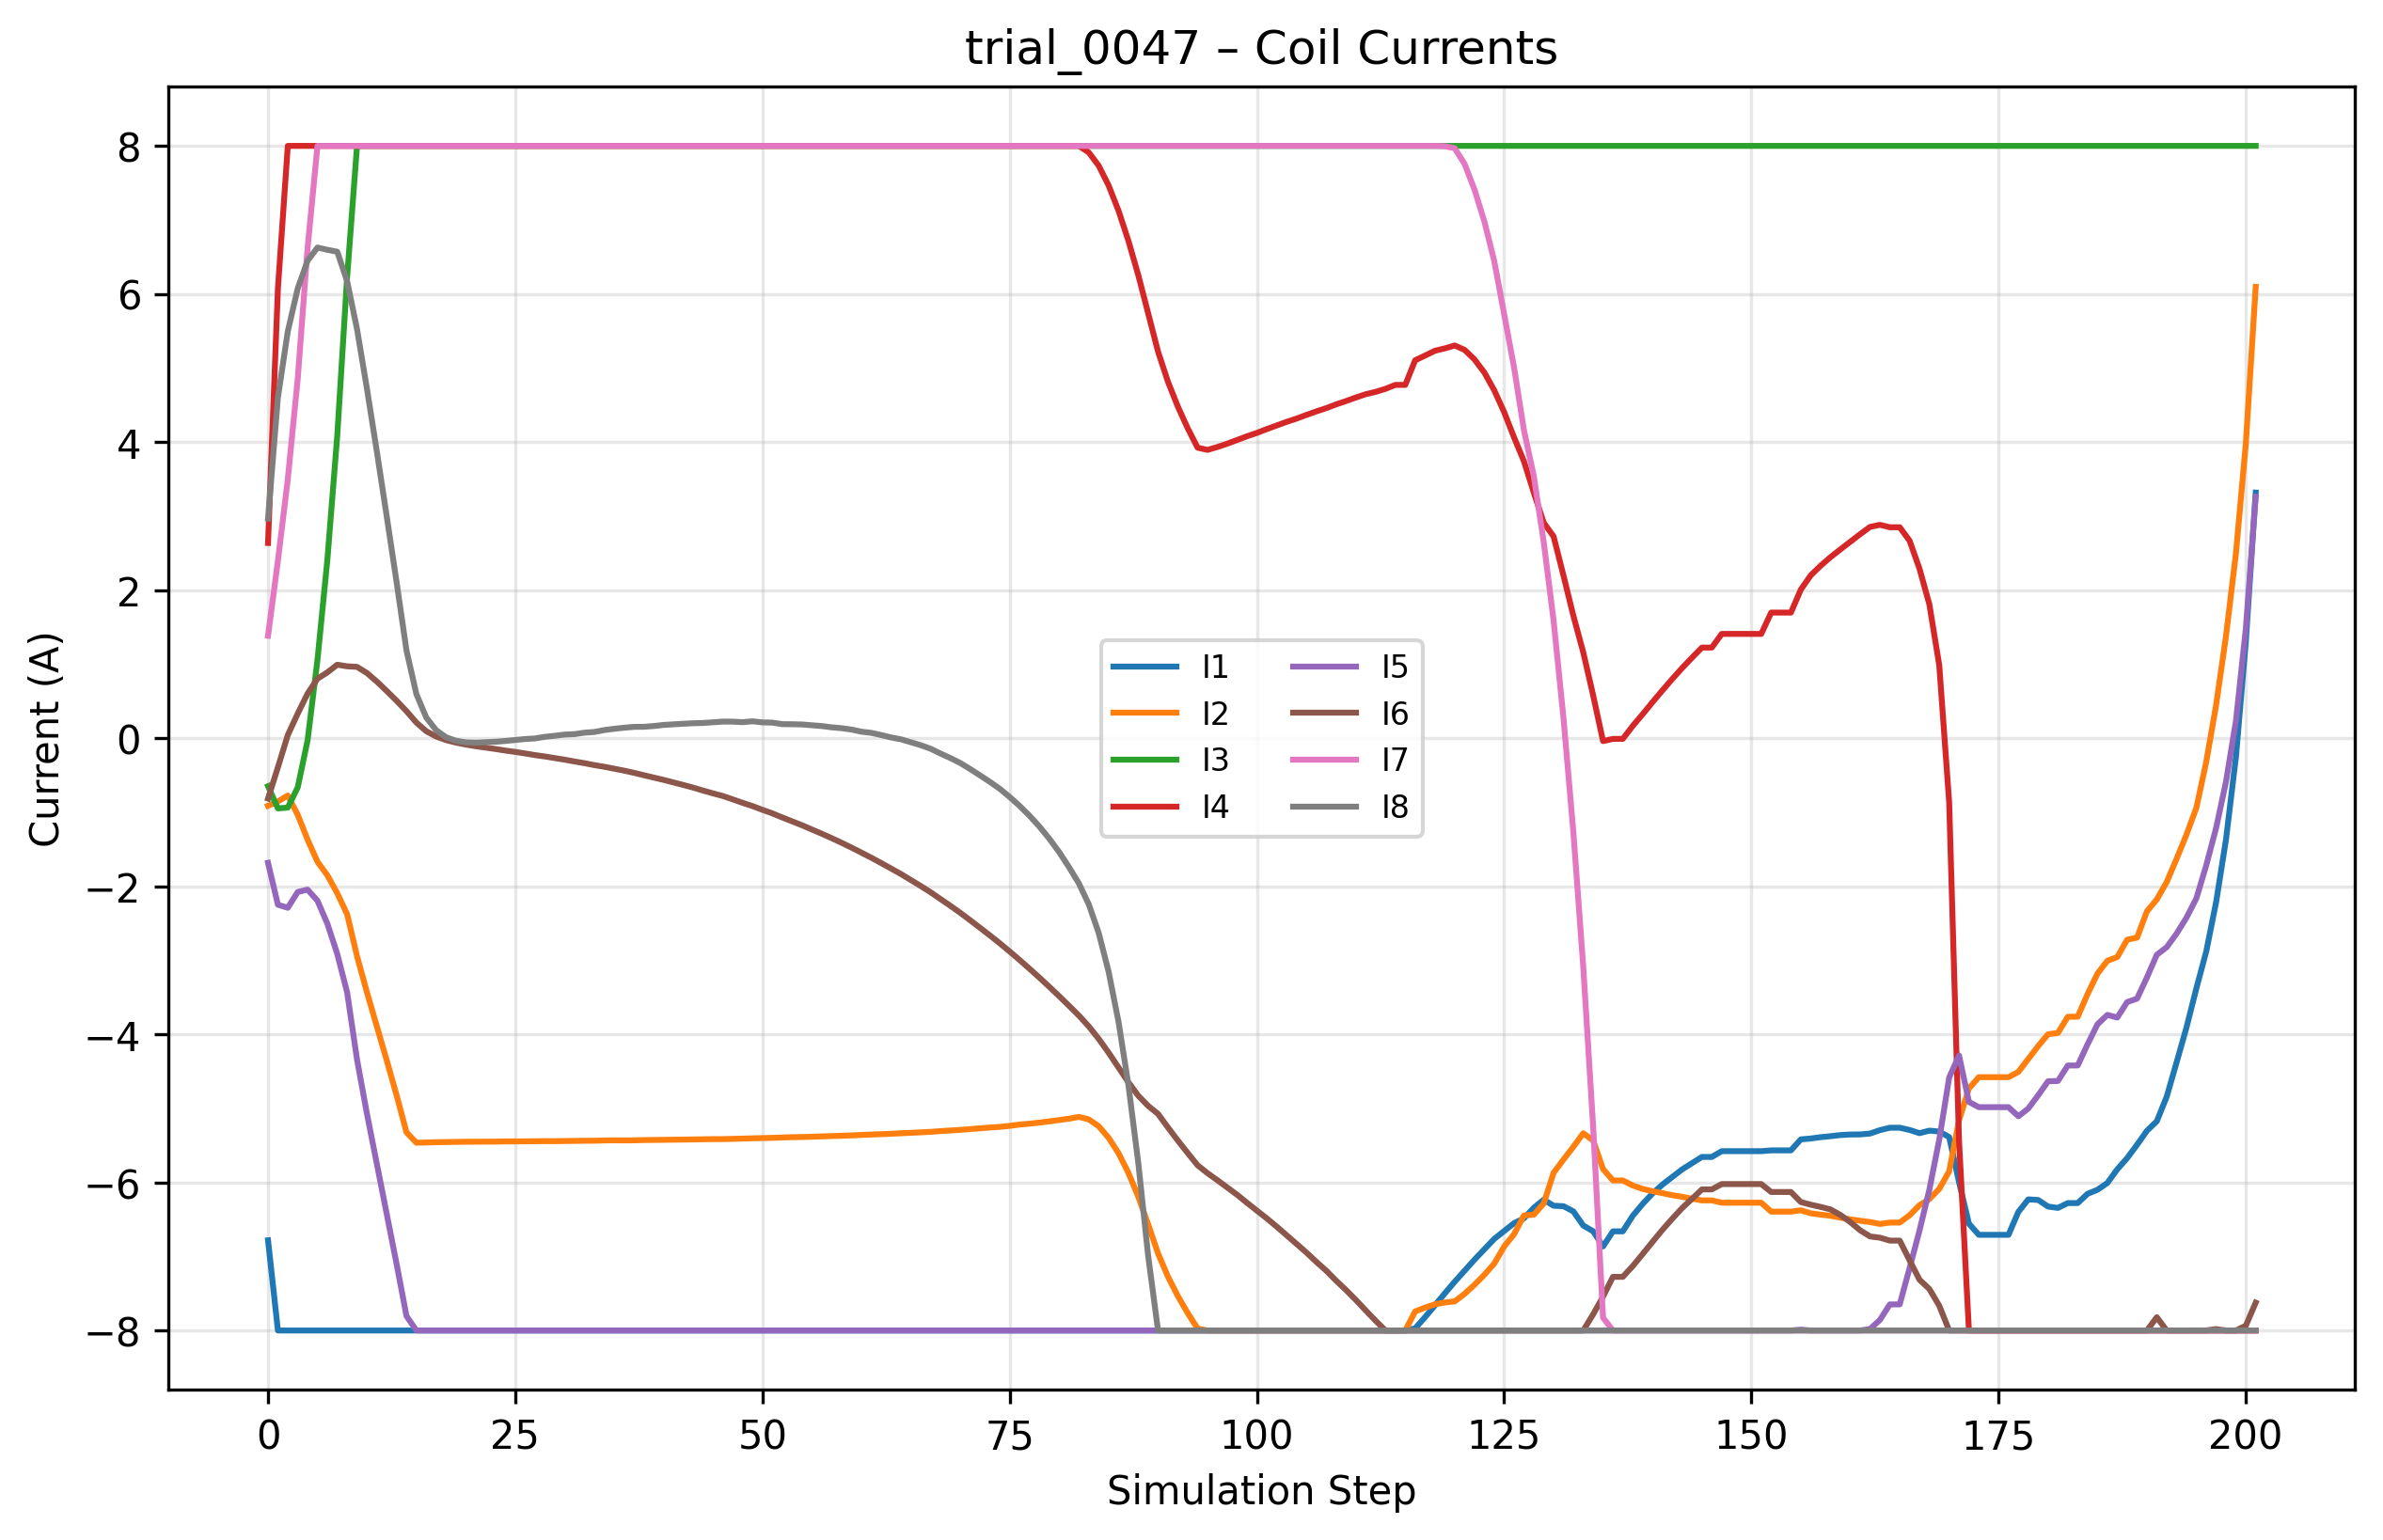 trial_0047 – Coil Currents
Current (A)
8
6
4
2
0
−2
−4
−6
−8
I1
I2
I3
I4
I5
I6
I7
I8
0 25 50 75 100 125 150 175 200
Simulation Step